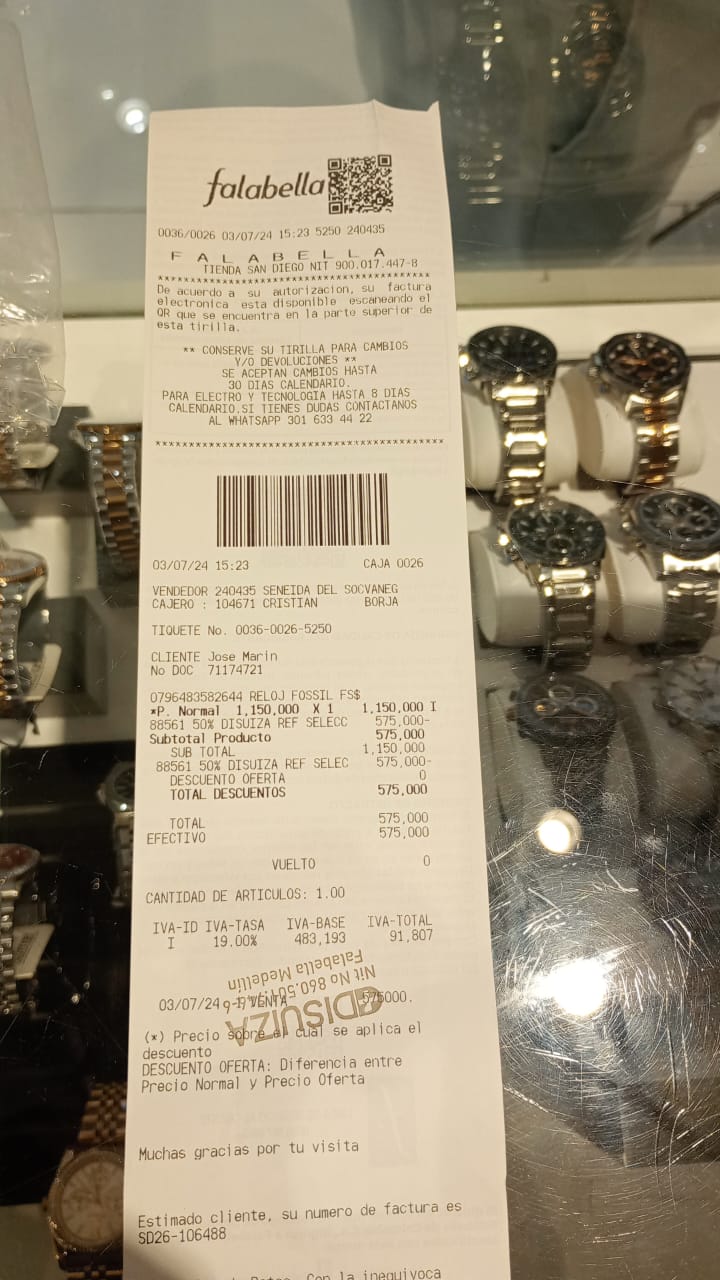 falabella
0036/0026 03/07/24 15:23 5250 240435
F A L A B E L L A
TIENDA SAN DIEGO NIT 900.017.447-8
******************************************
De acuerdo a su autorizacion, su factura
electronica esta disponible escaneando el
QR que se encuentra en la parte superior de
esta tirilla.
** CONSERVE SU TIRILLA PARA CAMBIOS
Y/O DEVOLUCIONES **
SE ACEPTAN CAMBIOS HASTA
30 DIAS CALENDARIO.
PARA ELECTRO Y TECNOLOGIA HASTA 8 DIAS
CALENDARIO.SI TIENES DUDAS CONTACTANOS
AL WHATSAPP 301 633 44 22
******************************************
03/07/24 15:23 CAJA 0026
VENDEDOR 240435 SENEIDA DEL SOCVANEG
CAJERO : 104671 CRISTIAN BORJA
TIQUETE No. 0036-0026-5250
CLIENTE Jose Marin
No DOC 71174721
0796483582644 RELOJ FOSSIL FS$
*P. Normal 1,150,000 X 1 1,150,000 I
88561 50% DISUIZA REF SELECC 575,000-
Subtotal Producto 575,000
SUB TOTAL 1,150,000
88561 50% DISUIZA REF SELEC 575,000-
DESCUENTO OFERTA 0
TOTAL DESCUENTOS 575,000
TOTAL 575,000
EFECTIVO 575,000
VUELTO 0
CANTIDAD DE ARTICULOS: 1.00
IVA-ID IVA-TASA IVA-BASE IVA-TOTAL
I 19.00% 483,193 91,807
DISUIZA
Falabella Medellín
03/07/24 VENTA 575000.
(*) Precio sobre el cual se aplica el
descuento
DESCUENTO OFERTA: Diferencia entre
Precio Normal y Precio Oferta
Muchas gracias por tu visita
Estimado cliente, su numero de factura es
SD26-106488
Con la inequivoca